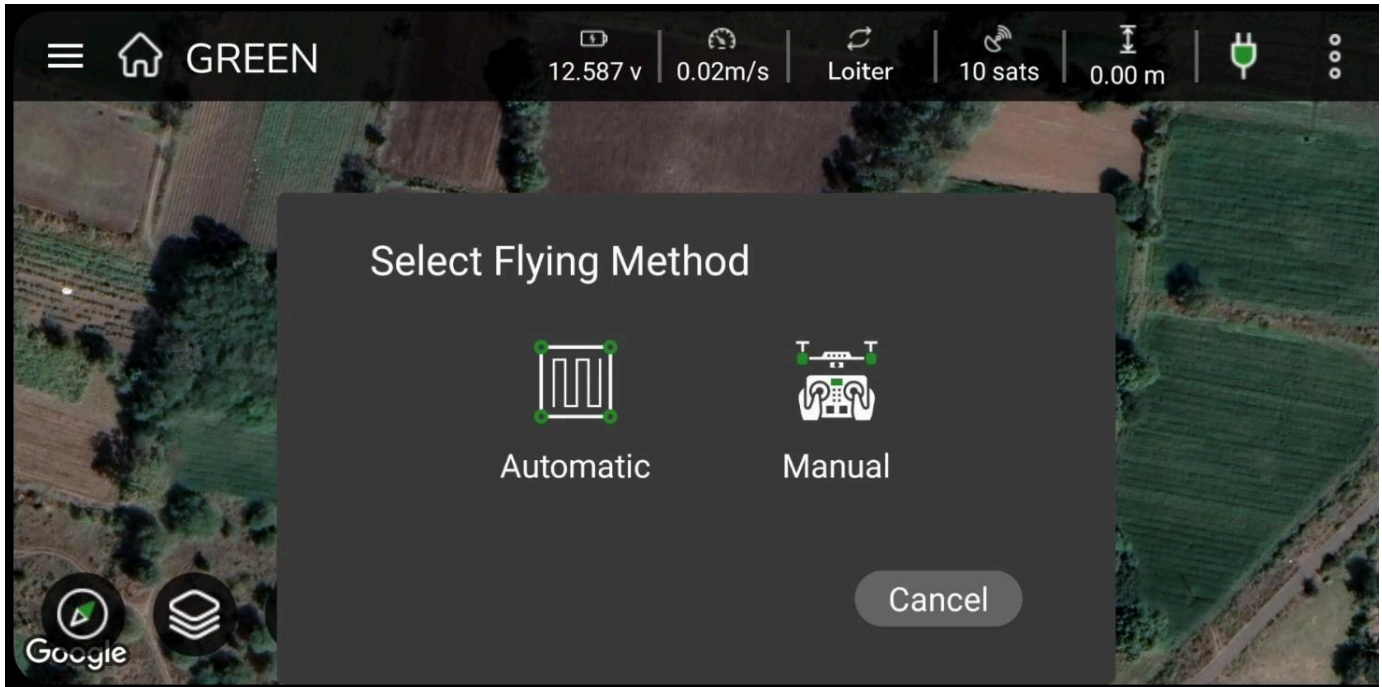 GREEN
12.587 v
0.02m/s
Loiter
10 sats
0.00 m
Select Flying Method
Automatic
Manual
Cancel
Google